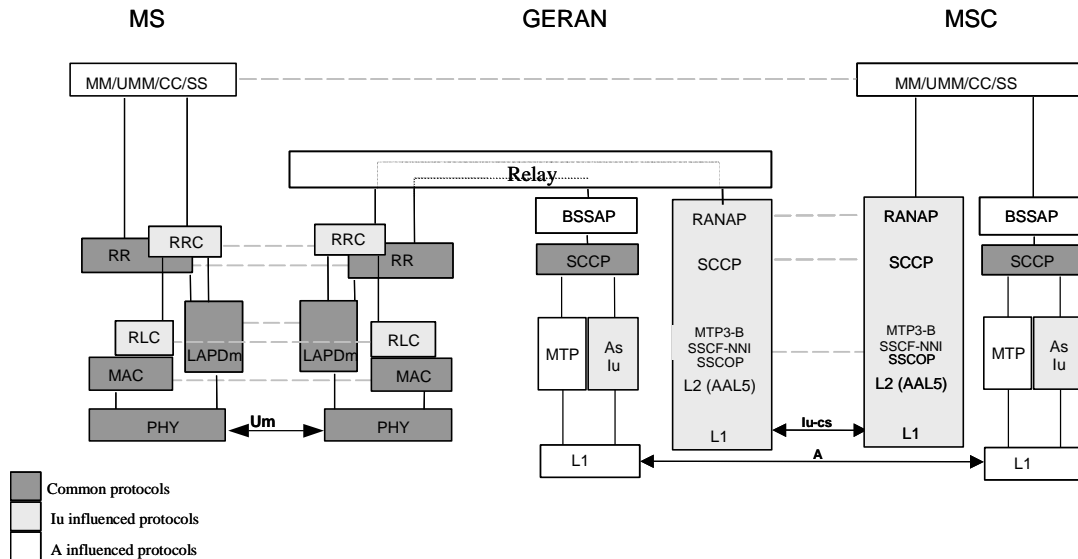 MS
GERAN
MSC
MM/UMM/CC/SS
MM/UMM/CC/SS
Relay
BSSAP
RANAP
RANAP
BSSAP
RRC
RRC
RR
RR
SCCP
SCCP
SCCP
SCCP
RLC
LAPDm
LAPDm
RLC
MTP
As
Iu
MTP3-B
SSCF-NNI
SSCOP
MTP3-B
SSCF-NNI
SSCOP
MTP
As
Iu
MAC
MAC
L2 (AAL5)
L2 (AAL5)
PHY
Um
PHY
L1
Iu-cs
L1
L1
A
L1
Common protocols
Iu influenced protocols
A influenced protocols